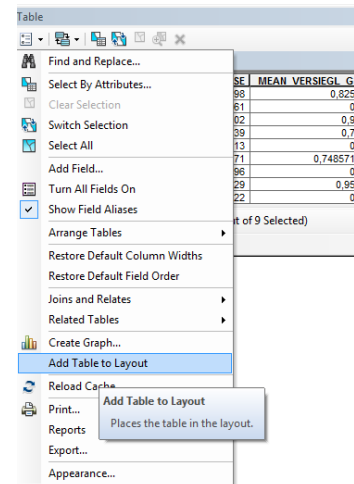 Table
Find and Replace...
Select By Attributes...
Clear Selection
Switch Selection
Select All
Add Field...
Turn All Fields On
Show Field Aliases
Arrange Tables
Restore Default Column Widths
Restore Default Field Order
Joins and Relates
Related Tables
Create Graph...
Add Table to Layout
Reload Cache
Print...
Reports
Export...
Appearance...
Add Table to Layout
Places the table in the layout.
SE MEAN_VERSIEGL_G
98 0,825
61 0
02 0,9
39 0,7
13 0
71 0,748571
96 0
29 0,95
22 0
t of 9 Selected)